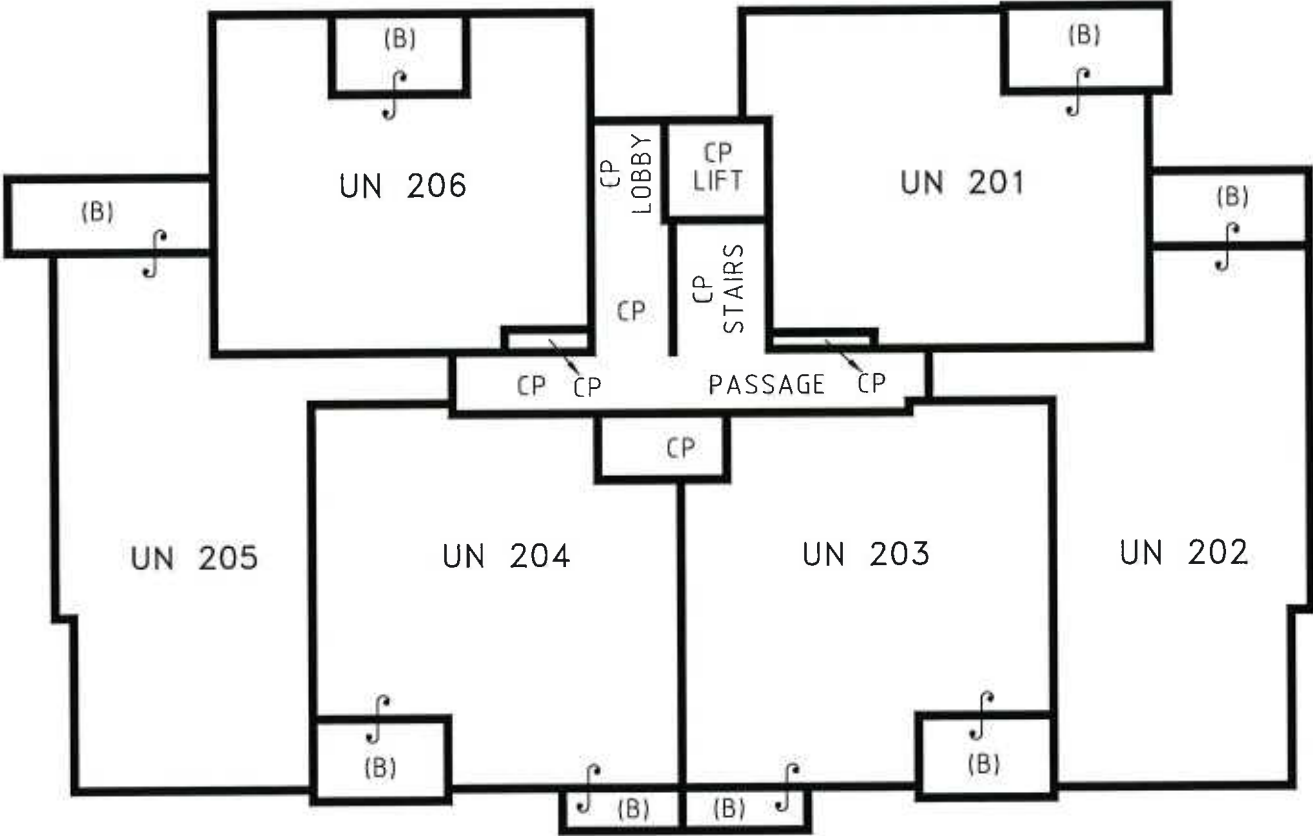 (B)
(B)
CP
LOBBY
CP
LIFT
UN 206
UN 201
(B)
(B)
CP
STAIRS
CP
CP
CP
PASSAGE
CP
CP
UN 205
UN 204
UN 203
UN 202
(B)
(B)
(B)
(B)